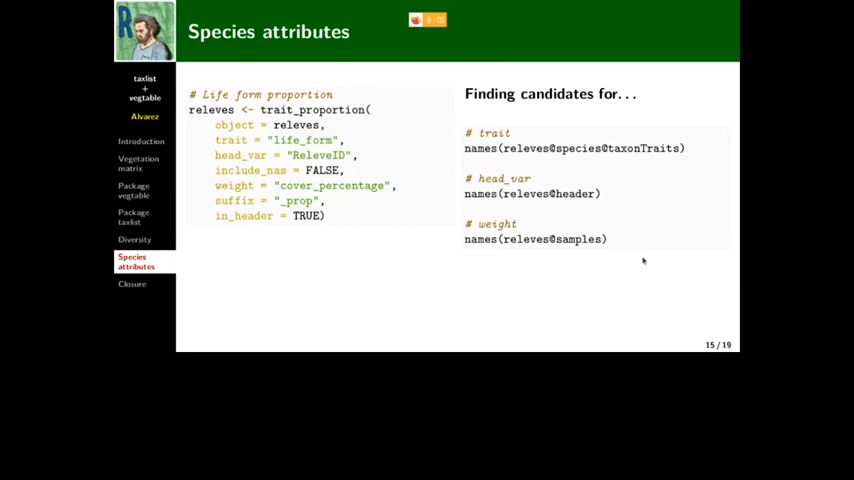 R
Species attributes
taxlist
+
vegtable
Alvarez
Introduction
Vegetation
matrix
Package
vegtable
Package
taxlist
Diversity
Species
attributes
Closure
# Life form proportion
releves <- trait_proportion(
object = releves,
trait = "life_form",
head_var = "ReleveID",
include_nas = FALSE,
weight = "cover_percentage",
suffix = "_prop",
in_header = TRUE)
Finding candidates for...
# trait
names(releves@species@taxonTraits)
# head_var
names(releves@header)
# weight
names(releves@samples)
15 / 19